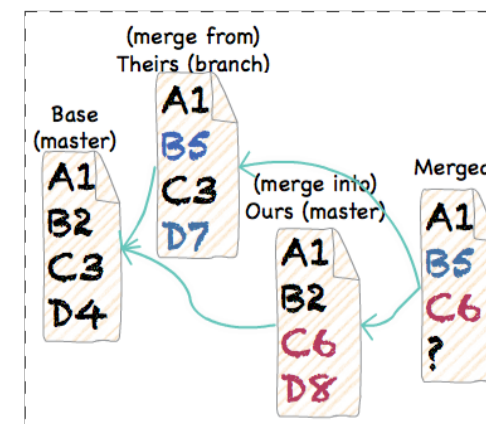 (merge from)
Theirs (branch)
A1
B5
C3
D7
Base
(master)
A1
B2
C3
D4
(merge into)
Ours (master)
A1
B2
C6
D8
Merged
A1
B5
C6
?